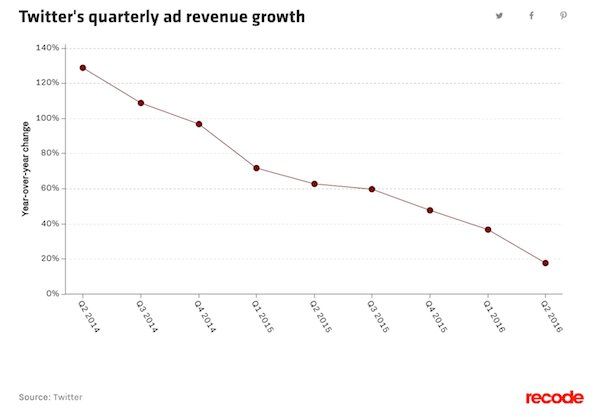 Twitter's quarterly ad revenue growth
Year-over-year change
140%
120%
100%
80%
60%
40%
20%
0%
Q2 2014
Q3 2014
Q4 2014
Q1 2015
Q2 2015
Q3 2015
Q4 2015
Q1 2016
Q2 2016
Source: Twitter
recode